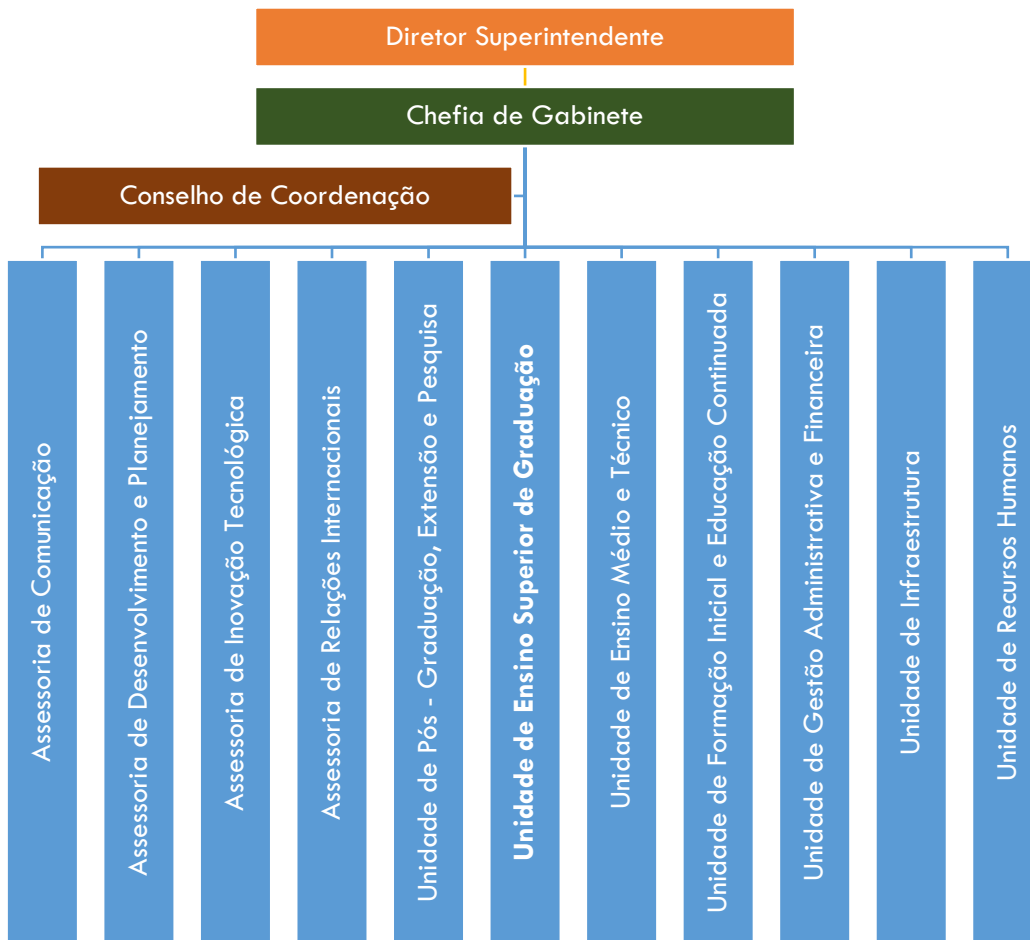 Diretor Superintendente
Chefia de Gabinete
Conselho de Coordenação
Assessoria de Comunicação
Assessoria de Desenvolvimento e Planejamento
Assessoria de Inovação Tecnológica
Assessoria de Relações Internacionais
Unidade de Pós - Graduação, Extensão e Pesquisa
Unidade de Ensino Superior de Graduação
Unidade de Ensino Médio e Técnico
Unidade de Formação Inicial e Educação Continuada
Unidade de Gestão Administrativa e Financeira
Unidade de Infraestrutura
Unidade de Recursos Humanos